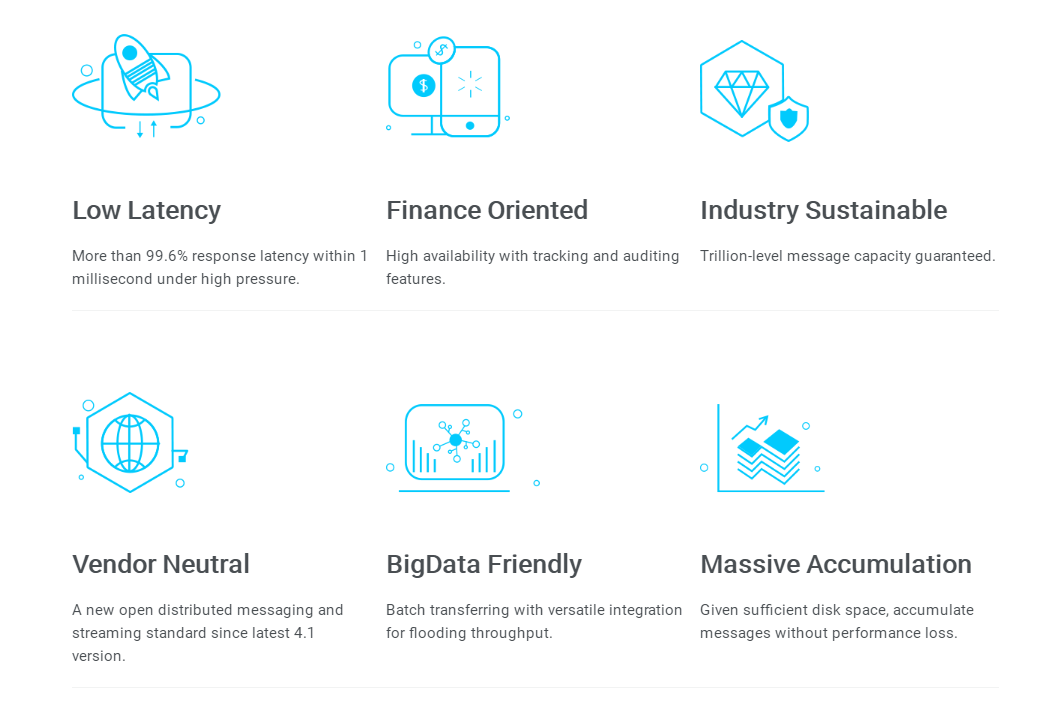 Low Latency
More than 99.6% response latency within 1
millisecond under high pressure.
Finance Oriented
High availability with tracking and auditing
features.
Industry Sustainable
Trillion-level message capacity guaranteed.
Vendor Neutral
A new open distributed messaging and
streaming standard since latest 4.1
version.
BigData Friendly
Batch transferring with versatile integration
for flooding throughput.
Massive Accumulation
Given sufficient disk space, accumulate
messages without performance loss.